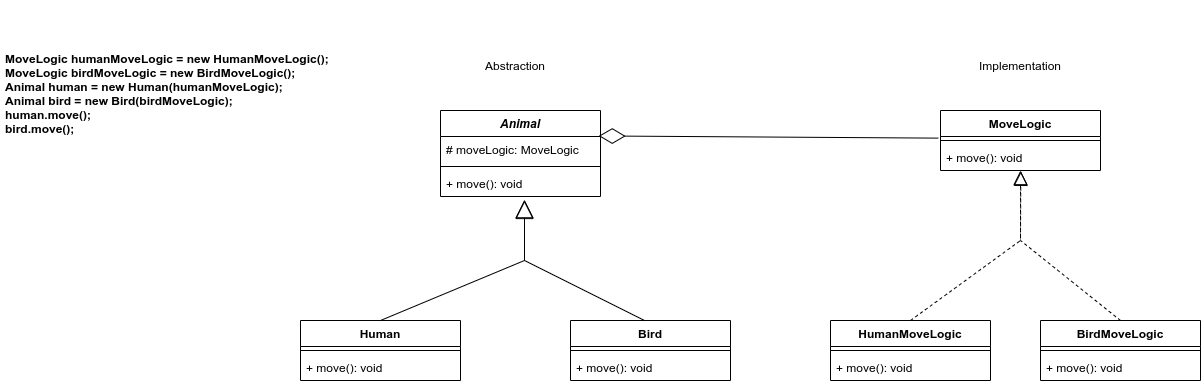 MoveLogic humanMoveLogic = new HumanMoveLogic();
MoveLogic birdMoveLogic = new BirdMoveLogic();
Animal human = new Human(humanMoveLogic);
Animal bird = new Bird(birdMoveLogic);
human.move();
bird.move();
Abstraction
Implementation
Animal
# moveLogic: MoveLogic
+ move(): void
MoveLogic
+ move(): void
Human
+ move(): void
Bird
+ move(): void
HumanMoveLogic
+ move(): void
BirdMoveLogic
+ move(): void